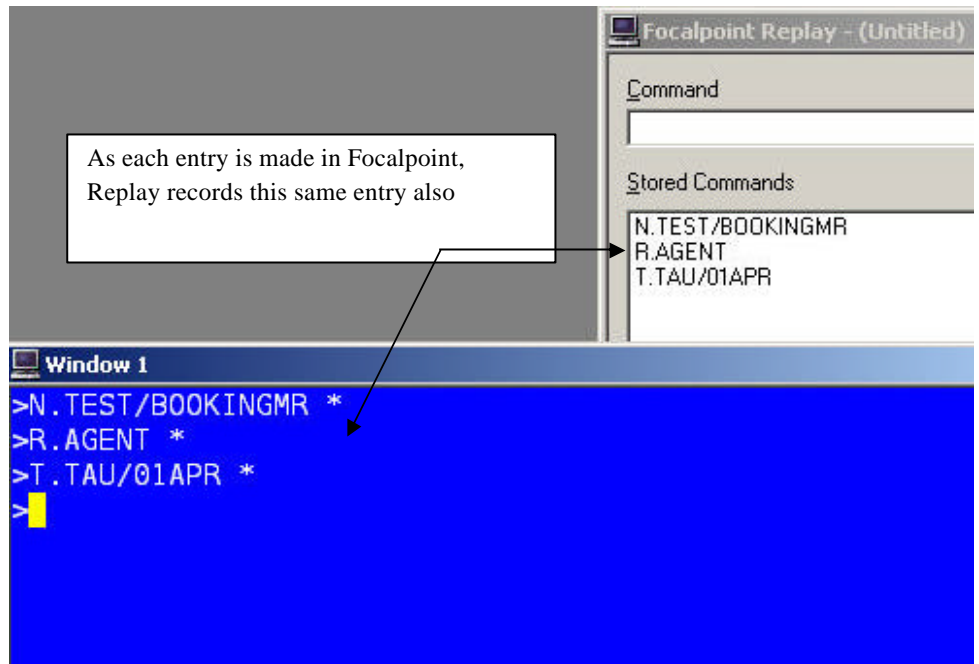 Focalpoint Replay - (Untitled)
Command
As each entry is made in Focalpoint,
Replay records this same entry also
Stored Commands
N.TEST/BOOKINGMR
R.AGENT
T.TAU/01APR
Window 1
>N.TEST/BOOKINGMR *
>R.AGENT *
>T.TAU/01APR *
>